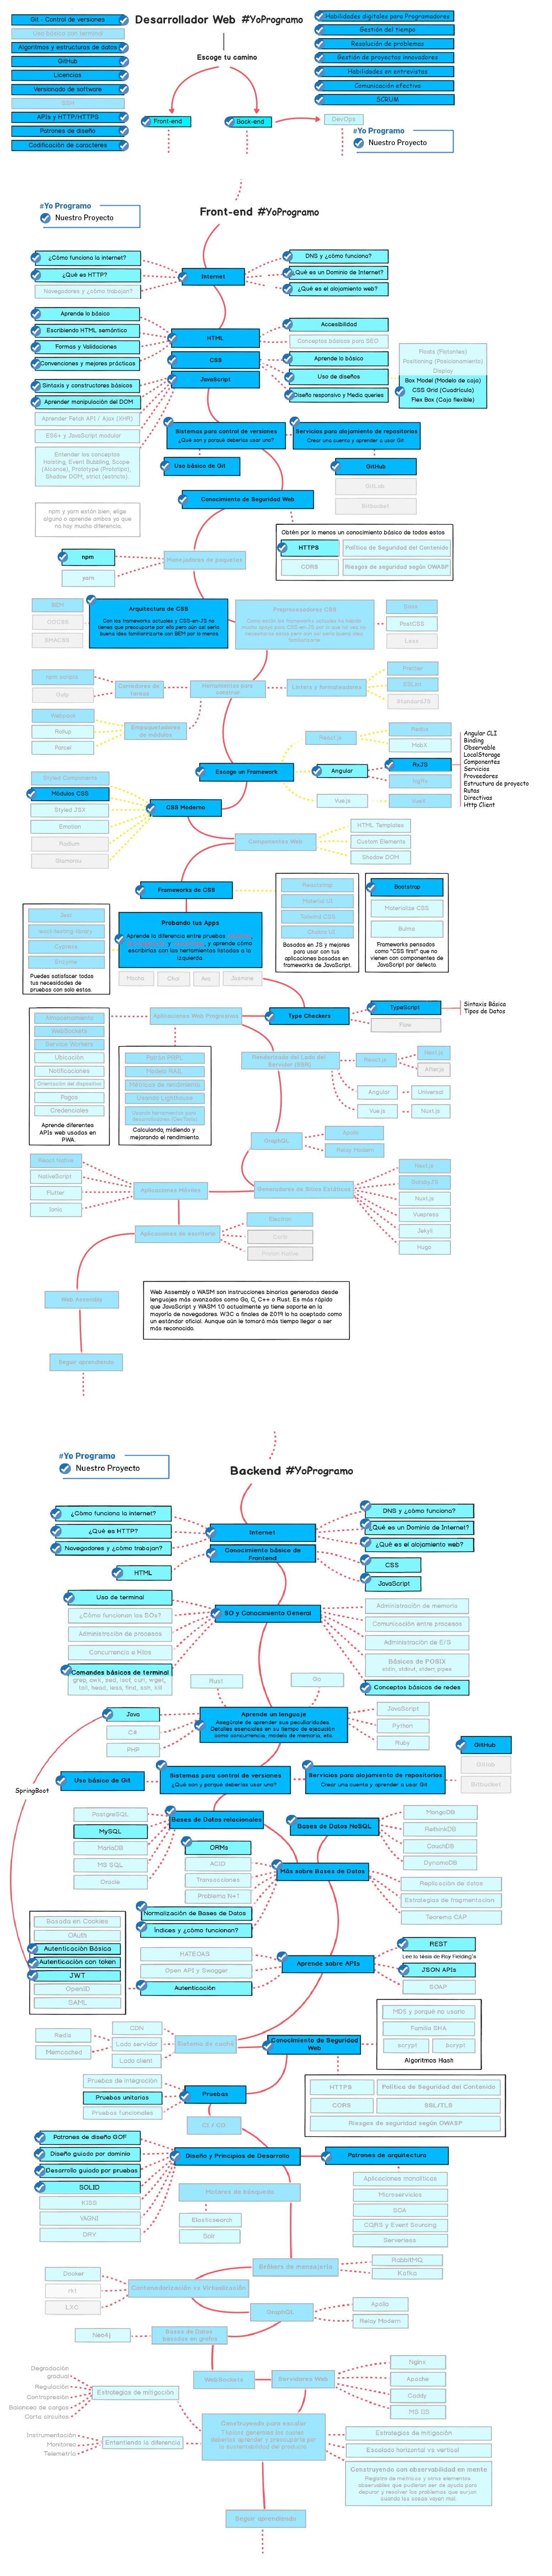 Desarrollador Web #YoProgramo
Git - Control de versiones
Uso básico con terminal
Algoritmos y estructuras de datos
GitHub
Licencias
Versionado de software
SSH
APIs y HTTP/HTTPS
Patrones de diseño
Codificación de caracteres
Escoge tu camino
Front-end
Back-end
DevOps
Habilidades digitales para Programadores
Gestión del tiempo
Resolución de problemas
Gestión de proyectos innovadores
Habilidades en entrevistas
Comunicación efectiva
SCRUM
#Yo Programo
Nuestro Proyecto
#Yo Programo
Nuestro Proyecto
Front-end #YoProgramo
¿Cómo funciona la internet?
¿Qué es HTTP?
Navegadores y ¿cómo trabajan?
Internet
DNS y ¿cómo funciona?
¿Qué es un Dominio de Internet?
¿Qué es el alojamiento web?
Aprende lo básico
Escribiendo HTML semántico
Formas y Validaciones
Convenciones y mejores prácticas
Sintaxis y constructores básicos
Aprender manipulación del DOM
Aprender Fetch API / Ajax (XHR)
ES6+ y JavaScript modular
Entender los conceptos
Hoisting, Event Bubbling, Scope
(Alcance), Prototype (Prototipo),
Shadow DOM, strict (estricto).
HTML
CSS
JavaScript
Accesibilidad
Conceptos básicos para SEO
Aprende lo básico
Uso de diseños
Diseño responsivo y Media queries
Floats (Flotantes)
Positioning (Posicionamiento)
Display
Box Model (Modelo de caja)
CSS Grid (Cuadrícula)
Flex Box (Caja flexible)
Sistemas para control de versiones
¿Qué son y porqué deberías usar uno?
Servicios para alojamiento de repositorios
Crear una cuenta y aprender a usar Git
Uso básico de Git
GitHub
GitLab
Bitbucket
Conocimiento de Seguridad Web
npm y yarn están bien, elige
alguno o aprende ambos ya que
no hay mucha diferencia.
Obtén por lo menos un conocimiento básico de todos estos
HTTPS
Política de Seguridad del Contenido
CORS
Riesgos de seguridad según OWASP
npm
yarn
Manejadores de paquetes
BEM
OOCSS
SMACSS
Arquitectura de CSS
Con los frameworks actuales y CSS-en-JS no
tienes que preocuparte por ello pero aún así sería
buena idea familiarizarte con BEM por lo menos.
Preprocesadores CSS
Sass
PostCSS
Less
npm scripts
Gulp
Corredores de
tareas
Herramientas para
construir
Linters y formateadores
Prettier
ESLint
StandardJS
Webpack
Rollup
Parcel
Empaquetadores
de módulos
React.js
Redux
MobX
Escoge un Framework
Angular
RxJS
NgRx
Vue.js
VueX
Angular CLI
Binding
Observable
LocalStorage
Componentes
Servicios
Proveedores
Estructura de proyecto
Rutas
Directivas
Http Client
Styled Components
Módulos CSS
Styled JSX
Emotion
Radium
Glamorous
CSS Moderno
Componentes Web
HTML Templates
Custom Elements
Shadow DOM
Frameworks de CSS
Reactstrap
Material UI
Tailwind CSS
Chakra UI
Basadas en JS y mejores
para usar con tus
aplicaciones basadas en
frameworks de JavaScript.
Bootstrap
Materialize CSS
Bulma
Frameworks pensados
como "CSS first" que no
vienen con componentes de
JavaScript por defecto.
Jest
react-testing-library
Cypress
Enzyme
Puedes satisfacer todas
tus necesidades de
pruebas con solo estas.
Probando tus Apps
Aprende la diferencia entre pruebas
y aprende cómo
escribirlas con las herramientas listadas a la
izquierda.
Mocha
Chai
Ava
Jasmine
Almacenamiento
WebSockets
Service Workers
Ubicación
Notificaciones
Orientación del dispositivo
Pagos
Credenciales
Aprende diferentes
APIs web usadas en
PWA.
Aplicaciones Web Progresivas
Type Checkers
TypeScript
Flow
Sintaxis Básica
Tipos de Datos
Patrón PRPL
Modelo RAIL
Métricas de rendimiento
Usando Lighthouse
Usando herramientas para
desarrolladores (DevTools)
Calculando, midiendo y
mejorando el rendimiento.
Renderizado del Lado del
Servidor (SSR)
React.js
Next.js
After.js
Angular
Universal
Vue.js
Nuxt.js
GraphQL
Apollo
Relay Modern
React Native
NativeScript
Flutter
Ionic
Aplicaciones Móviles
Generadores de Sitios Estáticos
Next.js
GatsbyJS
Nuxt.js
Vuepress
Jekyll
Hugo
Aplicaciones de escritorio
Electron
Carlo
Proton Native
Web Assembly
Web Assembly o WASM son instrucciones binarias generadas desde
lenguajes más avanzados como Go, C, C++ o Rust. Es más rápido
que JavaScript y WASM 1.0 actualmente ya tiene soporte en la
mayoría de navegadores. W3C a finales de 2019 lo ha aceptado como
un estándar oficial. Aunque aún le tomará más tiempo llegar a ser
más reconocido.
Seguir aprendiendo
#Yo Programo
Nuestro Proyecto
Backend #YoProgramo
¿Cómo funciona la internet?
¿Qué es HTTP?
Navegadores y ¿cómo trabajan?
HTML
Internet
Conocimiento básico de
Frontend
DNS y ¿cómo funciona?
¿Qué es un Dominio de Internet?
¿Qué es el alojamiento web?
CSS
JavaScript
Uso de terminal
¿Cómo funcionan los SOs?
Administración de procesos
Concurrencia e Hilos
Comandos básicos de terminal
grep, awk, sed, lsof, curl, wget,
tail, head, less, find, ssh, kill
SO y Conocimiento General
Administración de memoria
Comunicación entre procesos
Administración de E/S
Básicos de POSIX
stdin, stdout, stderr, pipes
Conceptos básicos de redes
Rust
Go
Java
C#
PHP
Aprende un lenguaje
Asegúrate de aprender sus peculiaridades.
Detalles esenciales en su tiempo de ejecución
como concurrencia, modelo de memoria, etc.
JavaScript
Python
Ruby
SpringBoot
Uso básico de Git
Sistemas para control de versiones
¿Qué son y porqué deberías usar uno?
Servicios para alojamiento de repositorios
Crear una cuenta y aprender a usar Git
GitHub
GitLab
Bitbucket
PostgreSQL
MySQL
MariaDB
MS SQL
Oracle
Bases de Datos relacionales
Bases de Datos NoSQL
MongoDB
RethinkDB
CouchDB
DynamoDB
ORMs
ACID
Transacciones
Problema N+1
Normalización de Bases de Datos
Índices y ¿cómo funcionan?
Más sobre Bases de Datos
Replicación de datos
Estrategias de fragmentación
Teorema CAP
Basada en Cookies
OAuth
Autenticación Básica
Autenticación con token
JWT
OpenID
SAML
HATEOAS
Open API y Swagger
Autenticación
Aprende sobre APIs
REST
Lee la tesis de Roy Fielding's
JSON APIs
SOAP
Redis
Memcached
CDN
Lado servidor
Lado client
Sistema de caché
Conocimiento de Seguridad
Web
MD5 y porqué no usarlo
Familia SHA
scrypt
bcrypt
Algoritmos Hash
HTTPS
Política de Seguridad del Contenido
CORS
SSL/TLS
Riesgos de seguridad según OWASP
Pruebas de integración
Pruebas unitarias
Pruebas funcionales
Pruebas
CI / CD
Patrones de diseño GOF
Diseño guiado por dominio
Desarrollo guiado por pruebas
SOLID
KISS
YAGNI
DRY
Diseño y Principios de Desarrollo
Patrones de arquitectura
Aplicaciones monolíticas
Microservicios
SOA
CQRS y Event Sourcing
Serverless
Motores de búsqueda
Elasticsearch
Solr
Brókers de mensajería
RabbitMQ
Kafka
Docker
rkt
LXC
Contenedorización vs Virtualización
GraphQL
Apollo
Relay Modern
Neo4j
Bases de Datos
basadas en grafos
WebSockets
Servidores Web
Nginx
Apache
Caddy
MS IIS
Degradación
gradual
Regulación
Contrapresión
Balanceo de cargas
Corta circuitos
Estrategias de mitigación
Instrumentación
Monitoreo
Telemetría
Entendiendo la diferencia
Construyendo para escalar
Estrategias de mitigación
Escalado horizontal vs vertical
Construyendo con observabilidad en mente
Registro de métricas y otros elementos
observables que pudieran ser de ayuda para
depurar y resolver los problemas que surjan
cuando las cosas vayan mal.
Seguir aprendiendo